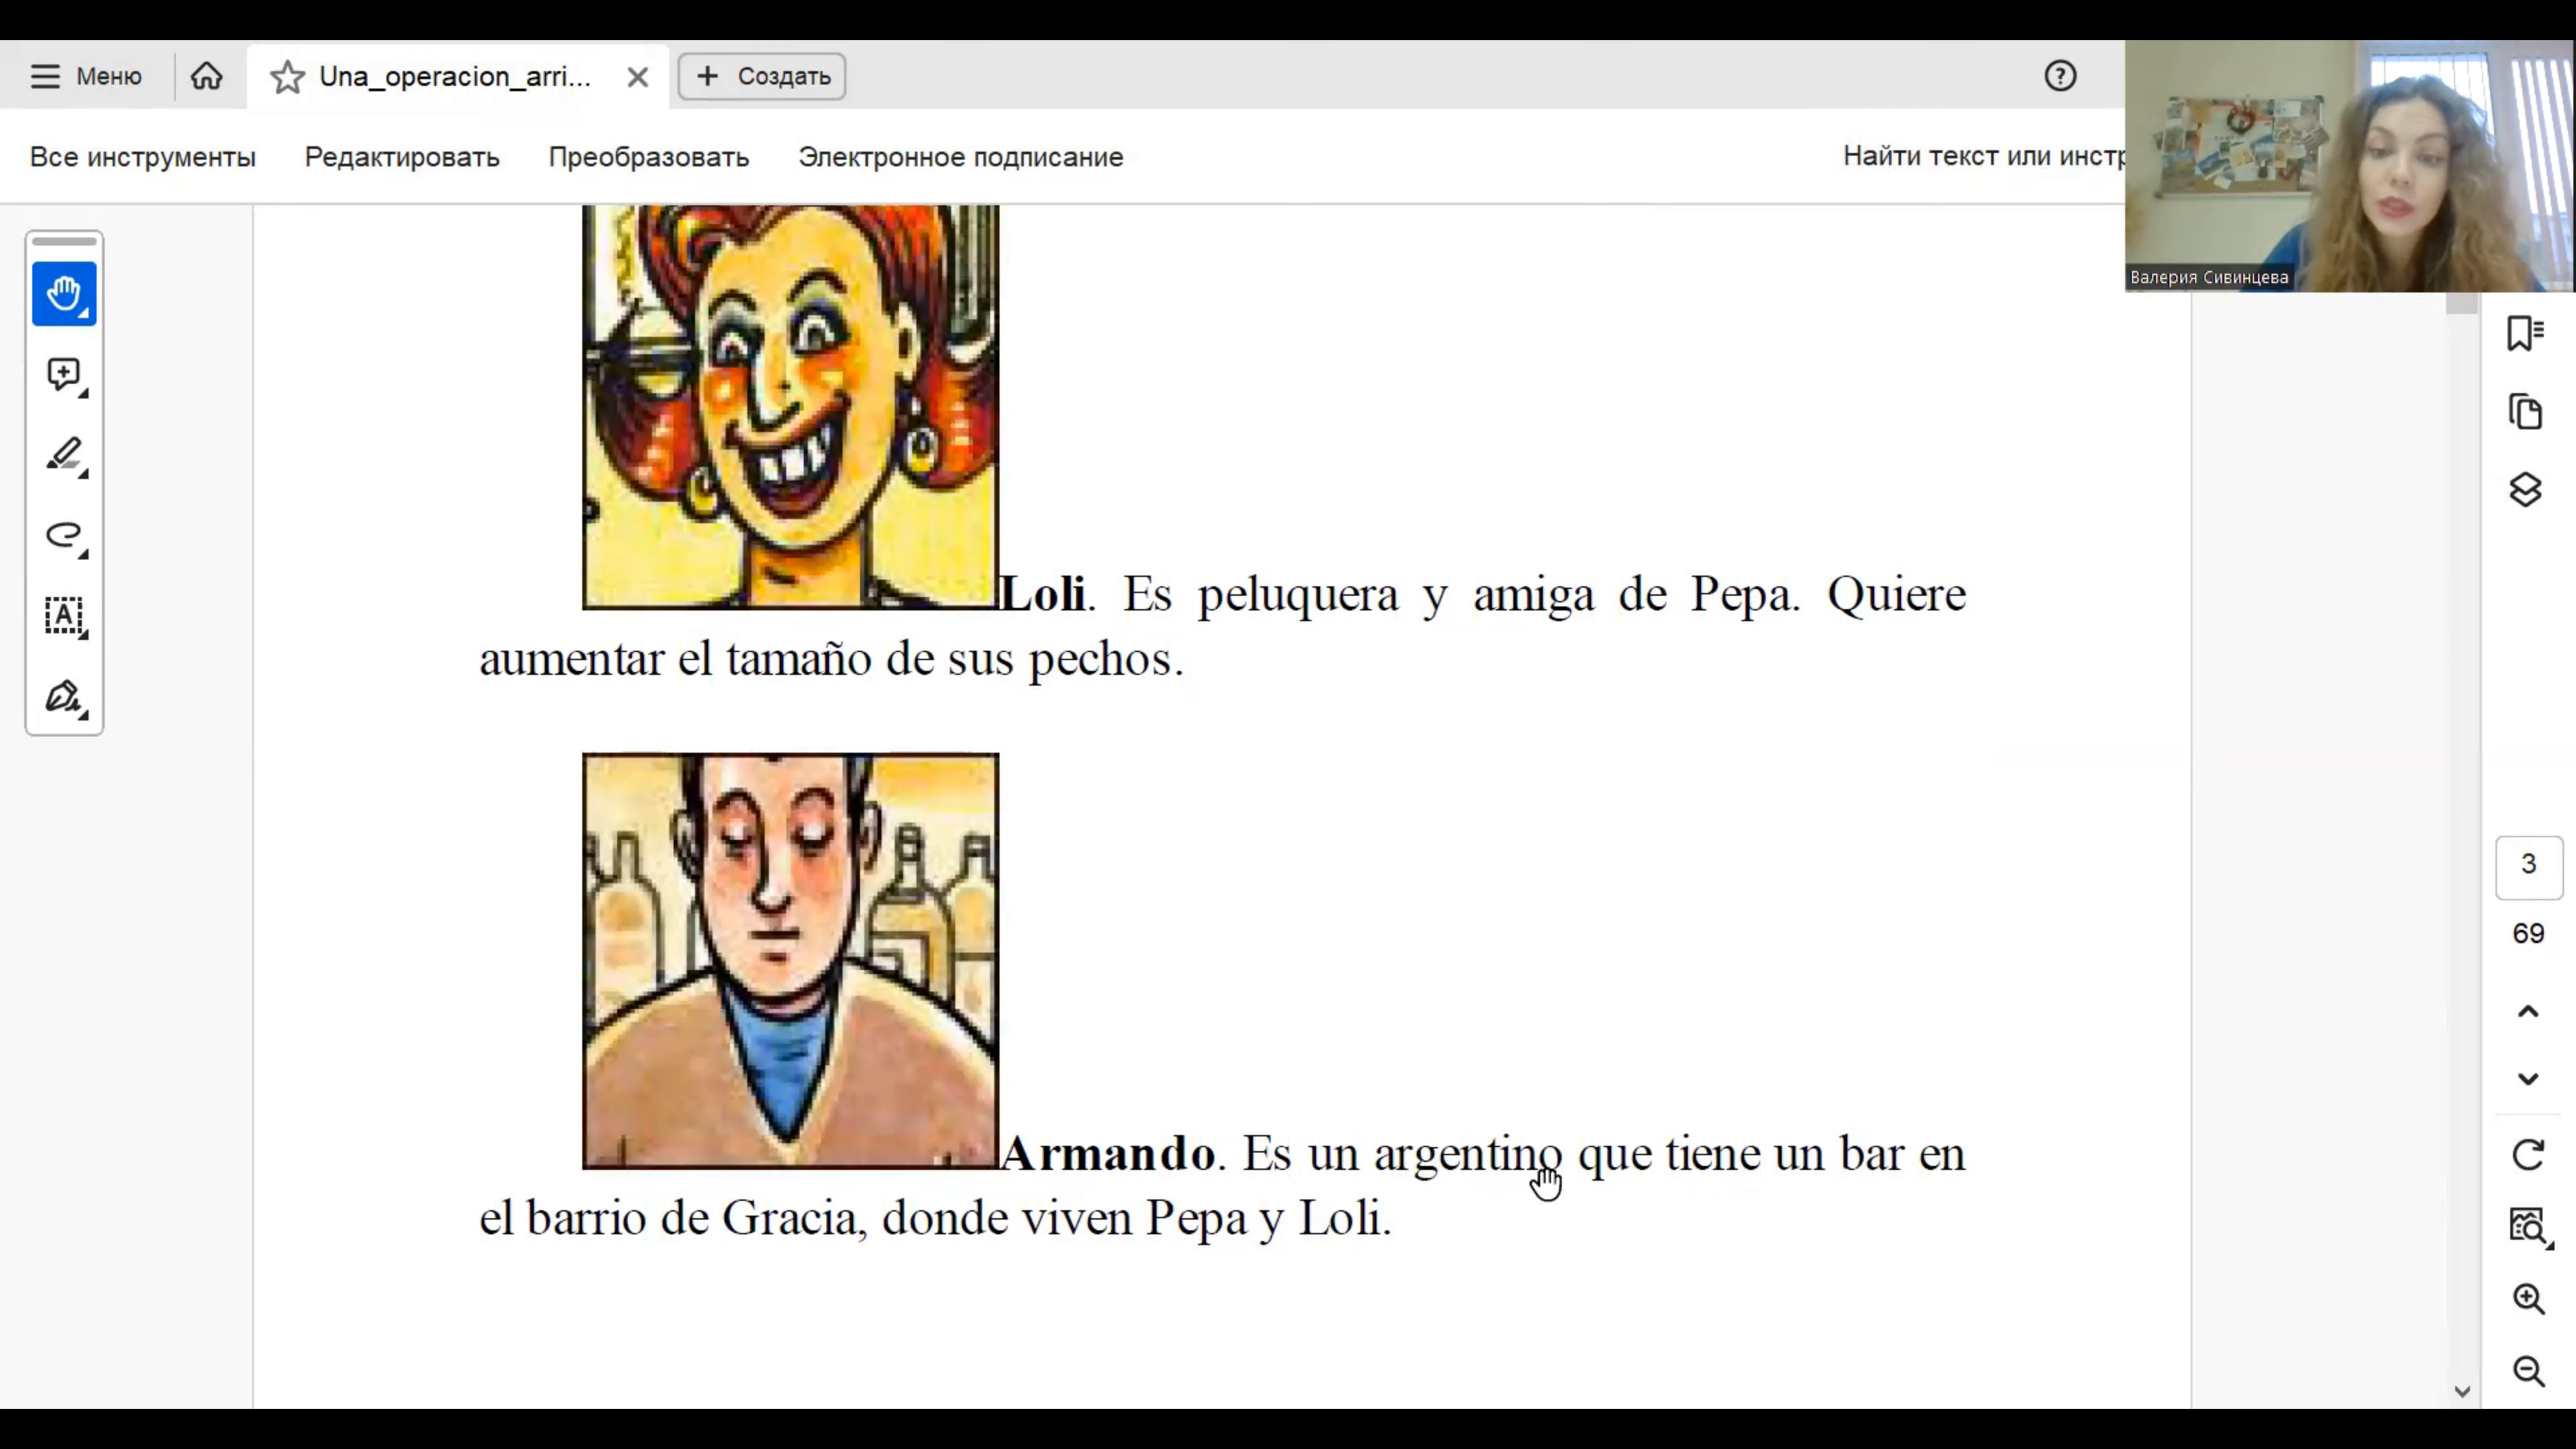 Меню
Una_operacion_arri...
Создать
Все инструменты
Редактировать
Преобразовать
Электронное подписание
Найти текст или инстр
Валерия Сивинцева
Loli. Es peluquera y amiga de Pepa. Quiere
aumentar el tamaño de sus pechos.
Armando. Es un argentino que tiene un bar en
el barrio de Gracia, donde viven Pepa y Loli.
3
69